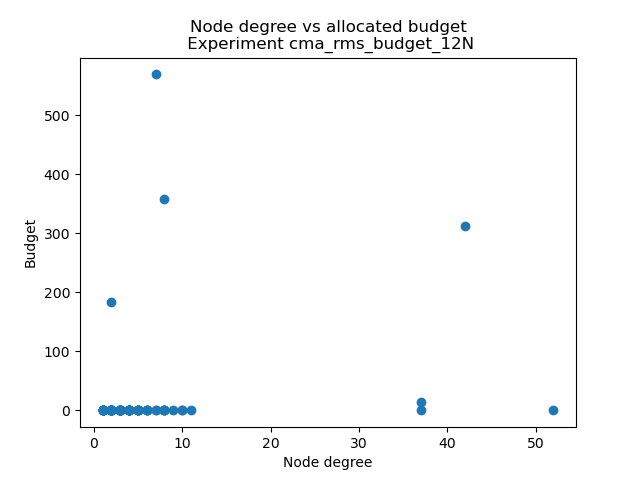 Node degree vs allocated budget
Experiment cma_rms_budget_12N
Budget
500
400
300
200
100
0
0 10 20 30 40 50
Node degree